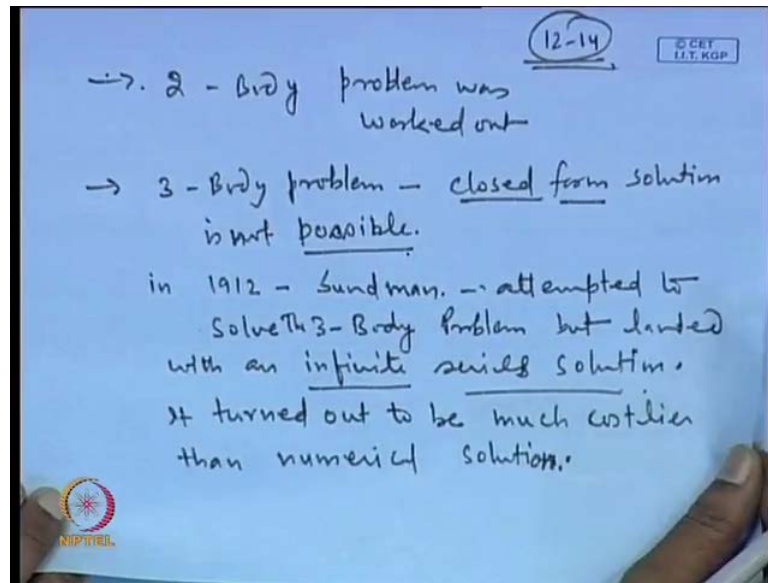 12-14
© CET
I.I.T. KGP
→. 2 - Body problem was
worked out
→ 3 - Body problem - closed form solution
is not possible.
in 1912 - Sundman. - attempted to
Solve Th 3-Body Problem but landed
with an infinite series solution.
It turned out to be much costlier
than numerical solution.
NPTEL